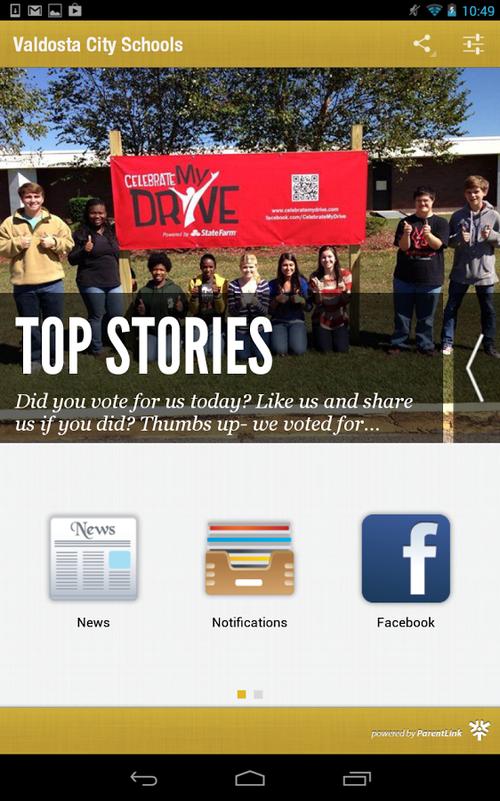 10:49
Valdosta City Schools
CELEBRATE My
DRIVE
Powered by StateFarm
www.celebratemydrive.com
facebook.com/CelebrateMyDrive
TOP STORIES
Did you vote for us today? Like us and share
us if you did? Thumbs up- we voted for...
News
News
Notifications
Facebook
powered by ParentLink